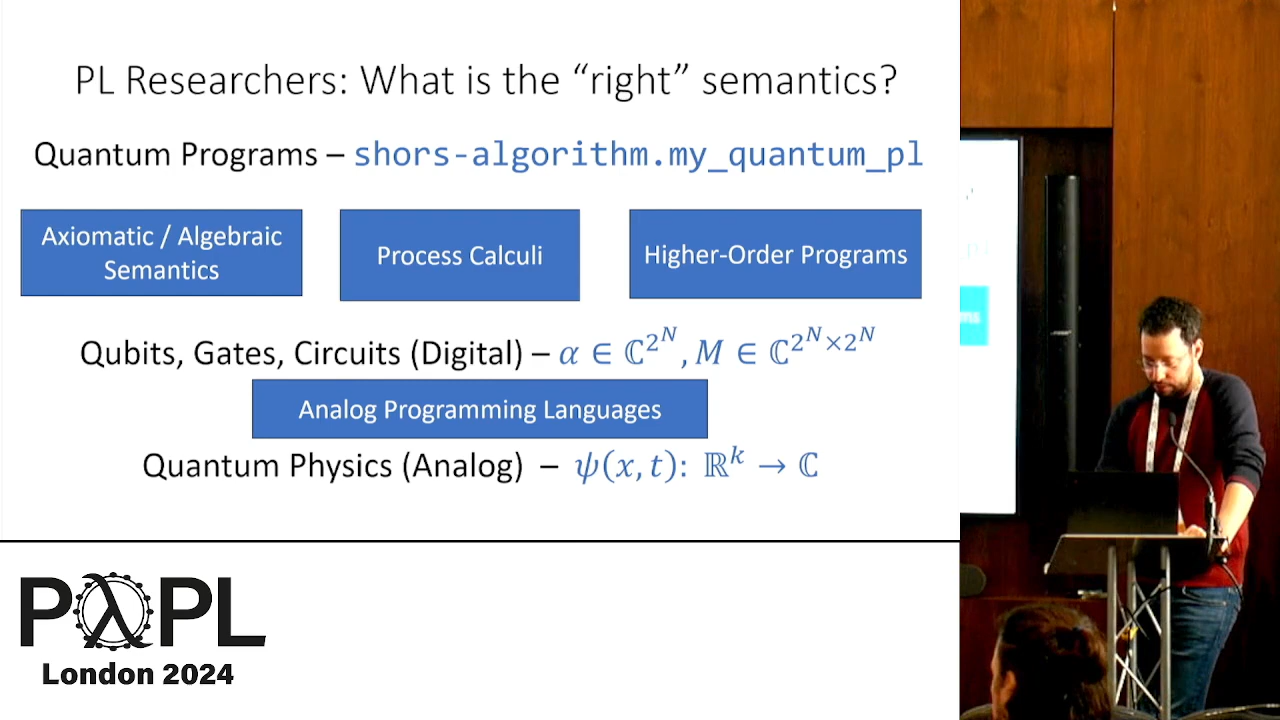 PL Researchers: What is the “right” semantics?
Quantum Programs – shors-algorithm.my_quantum_pl
Axiomatic / Algebraic
Semantics
Process Calculi
Higher-Order Programs
Qubits, Gates, Circuits (Digital) – α ∈ ℂ^{2^N}, M ∈ ℂ^{2^N×2^N}
Analog Programming Languages
Quantum Physics (Analog) – ψ(x, t): ℝ^k → ℂ
PλPL
London 2024